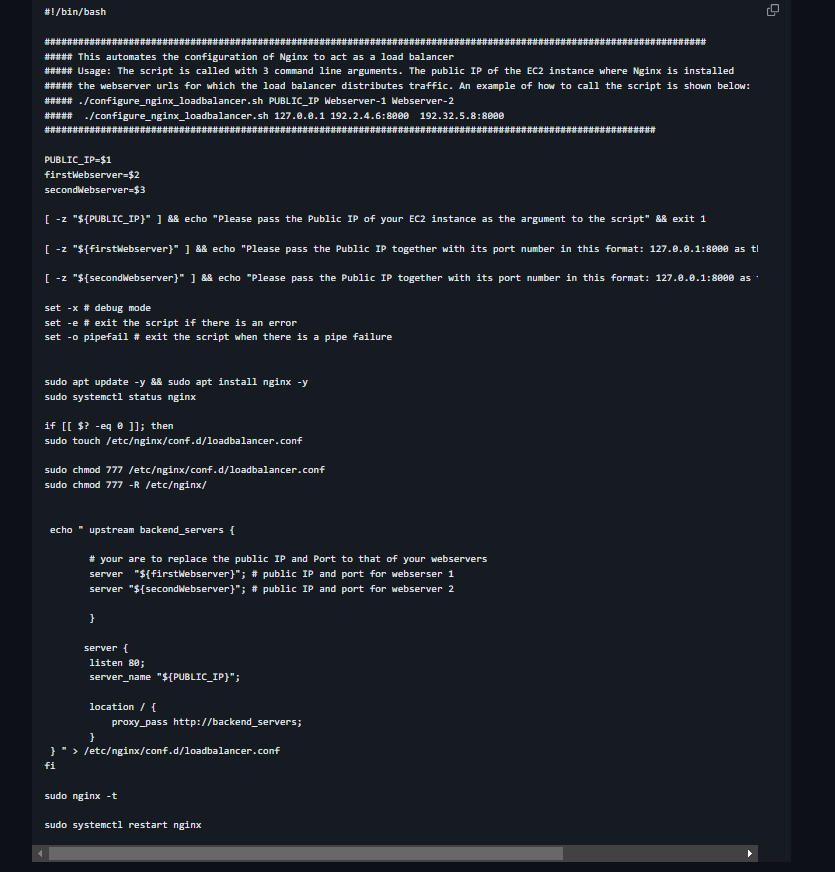 #!/bin/bash
######################################################################################################################
##### This automates the configuration of Nginx to act as a load balancer
##### Usage: The script is called with 3 command line arguments. The public IP of the EC2 instance where Nginx is installed
##### the webserver urls for which the load balancer distributes traffic. An example of how to call the script is shown below:
##### ./configure_nginx_loadbalancer.sh PUBLIC_IP Webserver-1 Webserver-2
#####  ./configure_nginx_loadbalancer.sh 127.0.0.1 192.2.4.6:8000  192.32.5.8:8000
#############################################################################################################
PUBLIC_IP=$1
firstWebserver=$2
secondWebserver=$3
[ -z "${PUBLIC_IP}" ] && echo "Please pass the Public IP of your EC2 instance as the argument to the script" && exit 1
[ -z "${firstWebserver}" ] && echo "Please pass the Public IP together with its port number in this format: 127.0.0.1:8000 as
[ -z "${secondWebserver}" ] && echo "Please pass the Public IP together with its port number in this format: 127.0.0.1:8000 as
set -x # debug mode
set -e # exit the script if there is an error
set -o pipefail # exit the script when there is a pipe failure
sudo apt update -y && sudo apt install nginx -y
sudo systemctl status nginx
if [[ $? -eq 0 ]]; then
sudo touch /etc/nginx/conf.d/loadbalancer.conf
sudo chmod 777 /etc/nginx/conf.d/loadbalancer.conf
sudo chmod 777 -R /etc/nginx/
echo " upstream backend_servers {
# your are to replace the public IP and Port to that of your webservers
server  "${firstWebserver}"; # public IP and port for webserser 1
server "${secondWebserver}"; # public IP and port for webserver 2
}
server {
listen 80;
server_name "${PUBLIC_IP}";
location / {
proxy_pass http://backend_servers;
}
} " > /etc/nginx/conf.d/loadbalancer.conf
fi
sudo nginx -t
sudo systemctl restart nginx